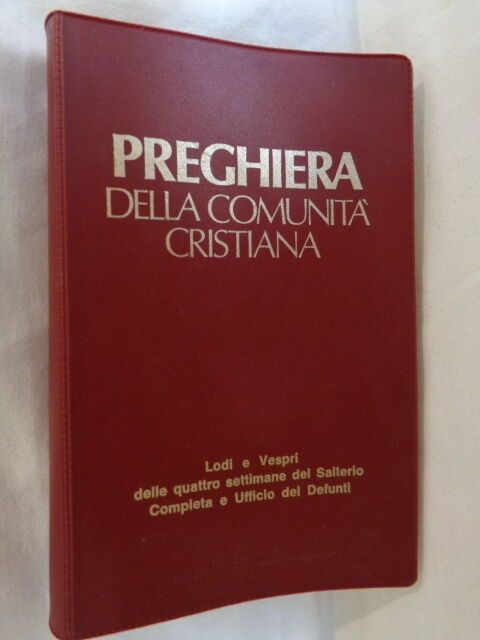 PREGHIERA
DELLA COMUNITÀ
CRISTIANA
Lodi e Vespri
delle quattro settimane del Salterio
Compieta e Ufficio dei Defunti